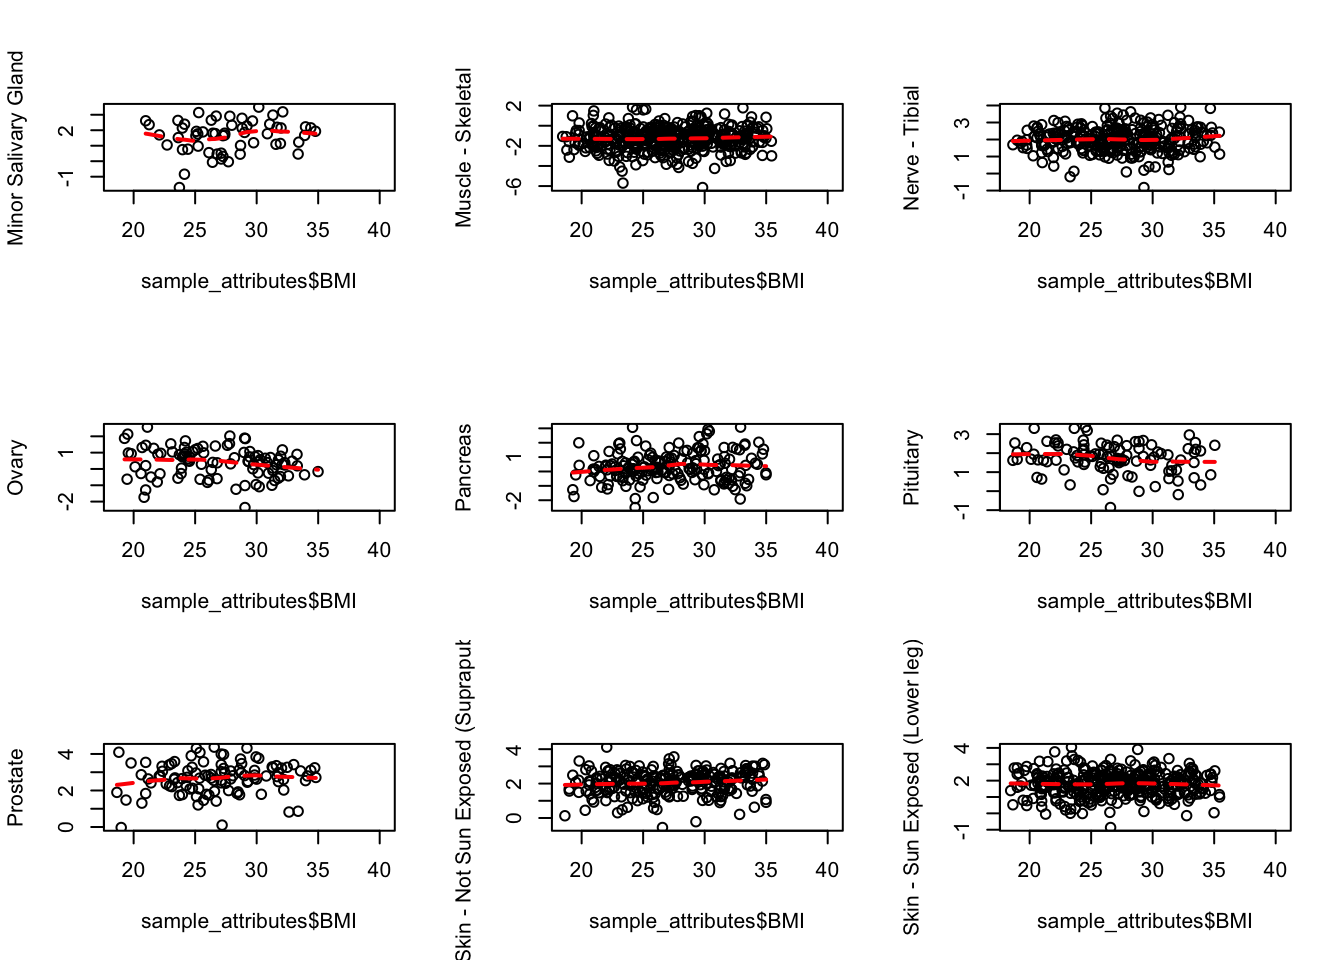 Minor Salivary Gland
2
-1
20 25 30 35 40
sample_attributes$BMI
Muscle - Skeletal
2
-2
-6
20 25 30 35 40
sample_attributes$BMI
Nerve - Tibial
3
1
-1
20 25 30 35 40
sample_attributes$BMI
Ovary
1
-2
20 25 30 35 40
sample_attributes$BMI
Pancreas
1
-2
20 25 30 35 40
sample_attributes$BMI
Pituitary
3
1
-1
20 25 30 35 40
sample_attributes$BMI
Prostate
4
2
0
20 25 30 35 40
sample_attributes$BMI
Skin - Not Sun Exposed (Suprapub
4
2
0
20 25 30 35 40
sample_attributes$BMI
Skin - Sun Exposed (Lower leg)
4
2
-1
20 25 30 35 40
sample_attributes$BMI